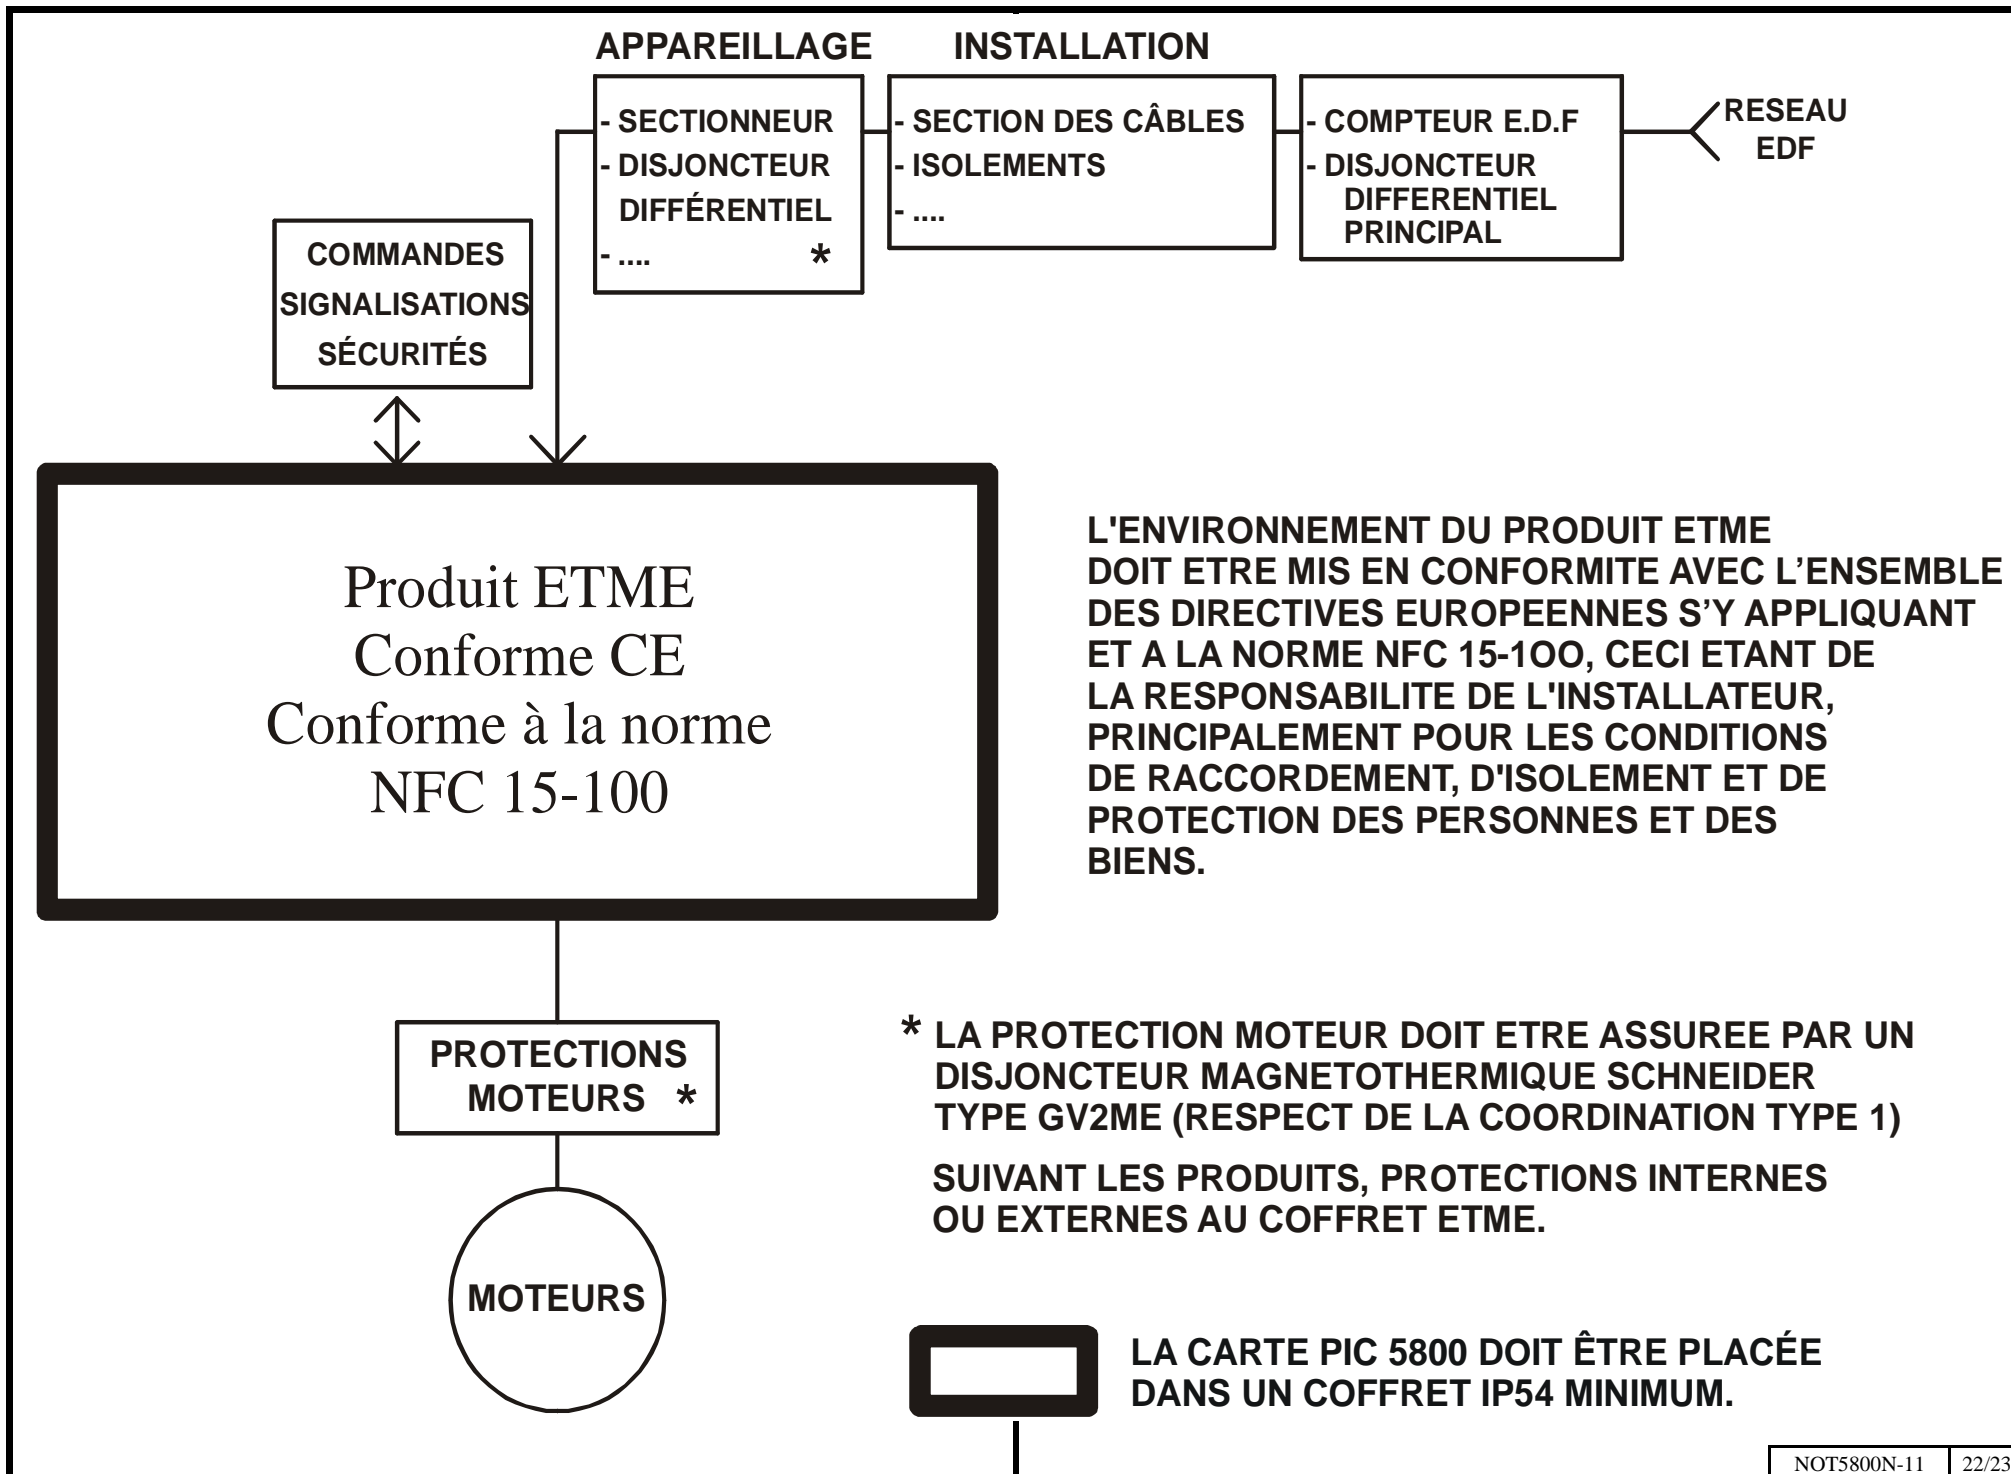 APPAREILLAGE
INSTALLATION
- SECTIONNEUR
- DISJONCTEUR
DIFFÉRENTIEL
- .... *
- SECTION DES CÂBLES
- ISOLEMENTS
- ....
- COMPTEUR E.D.F
- DISJONCTEUR
DIFFERENTIEL
PRINCIPAL
RESEAU
EDF
COMMANDES
SIGNALISATIONS
SÉCURITÉS
Produit ETME
Conforme CE
Conforme à la norme
NFC 15-100
L'ENVIRONNEMENT DU PRODUIT ETME
DOIT ETRE MIS EN CONFORMITE AVEC L’ENSEMBLE
DES DIRECTIVES EUROPEENNES S’Y APPLIQUANT
ET A LA NORME NFC 15-1OO, CECI ETANT DE
LA RESPONSABILITE DE L'INSTALLATEUR,
PRINCIPALEMENT POUR LES CONDITIONS
DE RACCORDEMENT, D'ISOLEMENT ET DE
PROTECTION DES PERSONNES ET DES
BIENS.
PROTECTIONS
MOTEURS *
MOTEURS
* LA PROTECTION MOTEUR DOIT ETRE ASSUREE PAR UN
DISJONCTEUR MAGNETOTHERMIQUE SCHNEIDER
TYPE GV2ME (RESPECT DE LA COORDINATION TYPE 1)
SUIVANT LES PRODUITS, PROTECTIONS INTERNES
OU EXTERNES AU COFFRET ETME.
LA CARTE PIC 5800 DOIT ÊTRE PLACÉE
DANS UN COFFRET IP54 MINIMUM.
NOT5800N-11 22/23